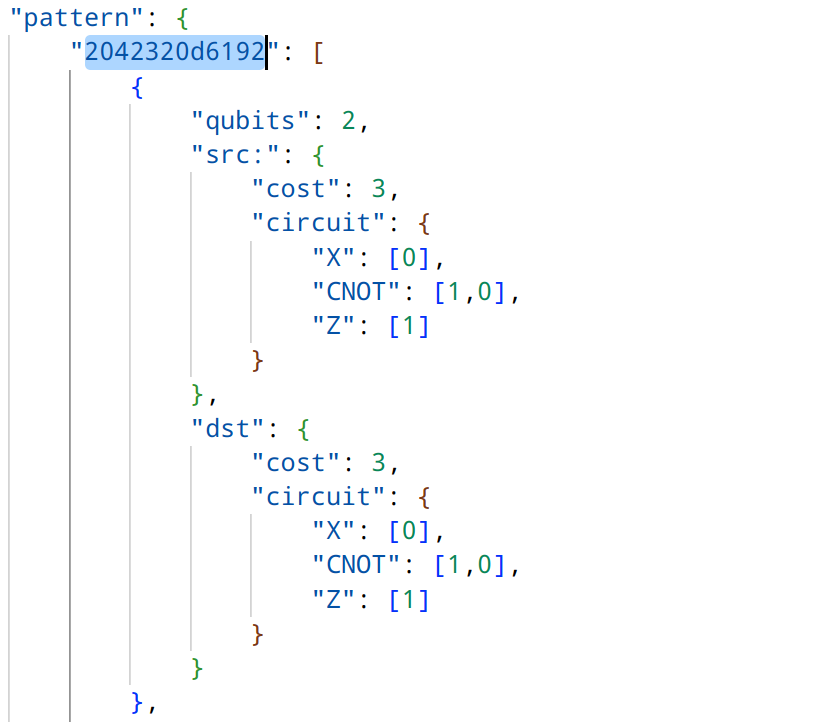 "pattern": {
"2042320d6192": [
{
"qubits": 2,
"src:": {
"cost": 3,
"circuit": {
"X": [0],
"CNOT": [1,0],
"Z": [1]
}
},
"dst": {
"cost": 3,
"circuit": {
"X": [0],
"CNOT": [1,0],
"Z": [1]
}
}
},